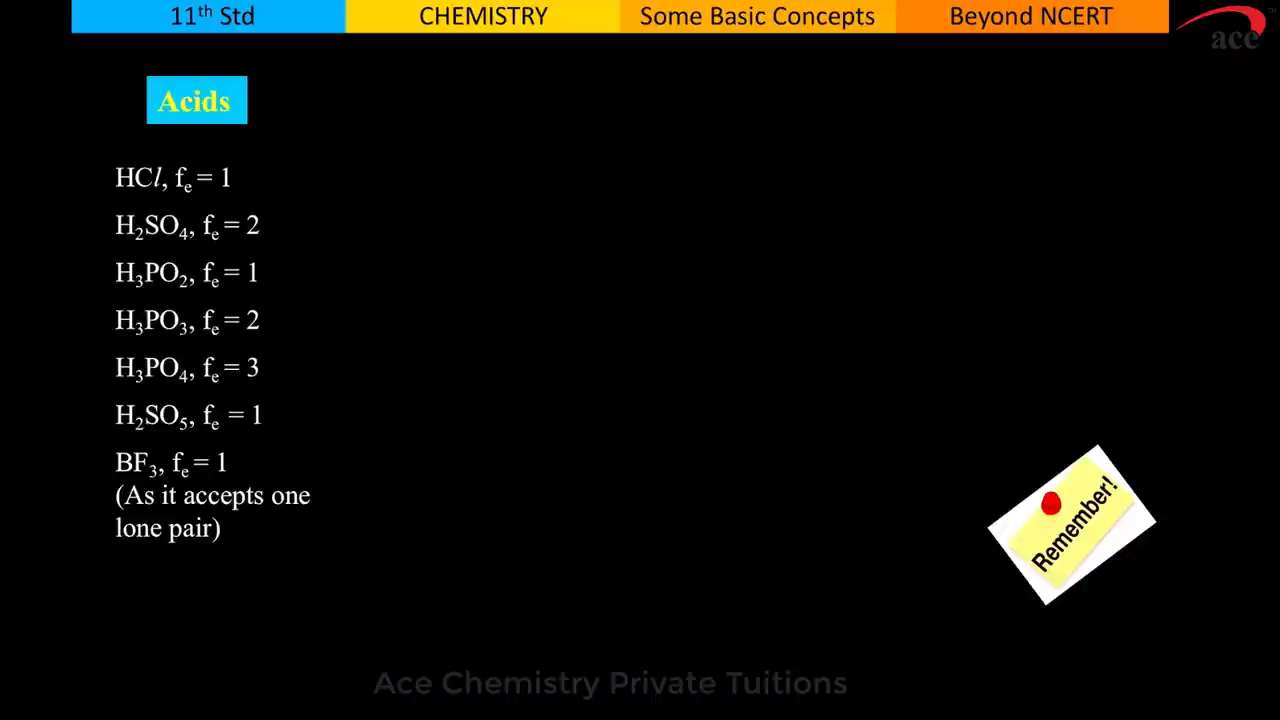 11th Std
CHEMISTRY
Some Basic Concepts
Beyond NCERT
ace
Acids
HCl, fe = 1
H2SO4, fe = 2
H3PO2, fe = 1
H3PO3, fe = 2
H3PO4, fe = 3
H2SO5, fe = 1
BF3, fe = 1
(As it accepts one
lone pair)
Remember!
Ace Chemistry Private Tuitions